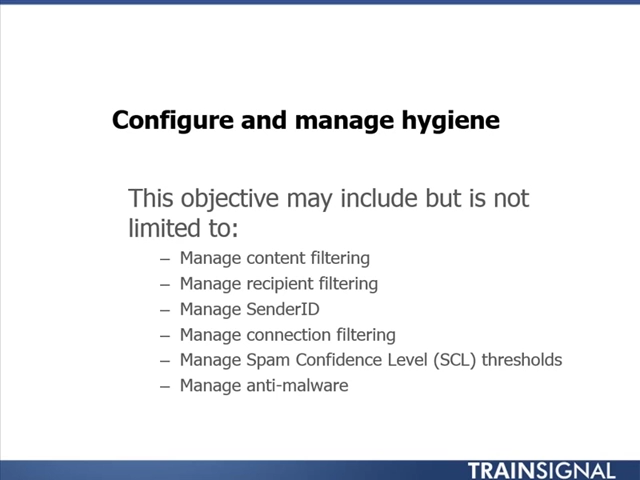 Configure and manage hygiene
This objective may include but is not
limited to:
– Manage content filtering
– Manage recipient filtering
– Manage SenderID
– Manage connection filtering
– Manage Spam Confidence Level (SCL) thresholds
– Manage anti-malware
TRAINSIGNAL